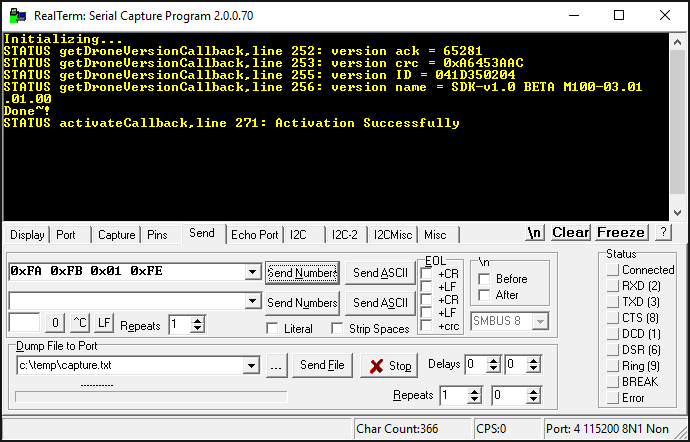 RealTerm: Serial Capture Program 2.0.0.70
Initializing...
STATUS getDroneVersionCallback,line 252: version ack = 65281
STATUS getDroneVersionCallback,line 253: version crc = 0xA6453AAC
STATUS getDroneVersionCallback,line 255: version ID = 041D350204
STATUS getDroneVersionCallback,line 256: version name = SDK-v1.0 BETA M100-03.01
.01.00
Done~!
STATUS activateCallback,line 271: Activation Successfully
Display Port Capture Pins Send Echo Port I2C I2C-2 I2CMisc Misc \n Clear Freeze ?
0xFA 0xFB 0x01 0xFE Send Numbers Send ASCII
Send Numbers Send ASCII
0 ^C LF Repeats 1 Literal Strip Spaces
EOL
+CR
+LF
+CR
+LF
+crc
\n
Before
After
SMBUS 8
Status
Connected
RXD (2)
TXD (3)
CTS (8)
DCD (1)
DSR (6)
Ring (9)
BREAK
Error
Dump File to Port
c:\temp\capture.txt ... Send File Stop Delays 0 0
-----------
Repeats 1 0
Char Count:366 CPS:0 Port: 4 115200 8N1 Non